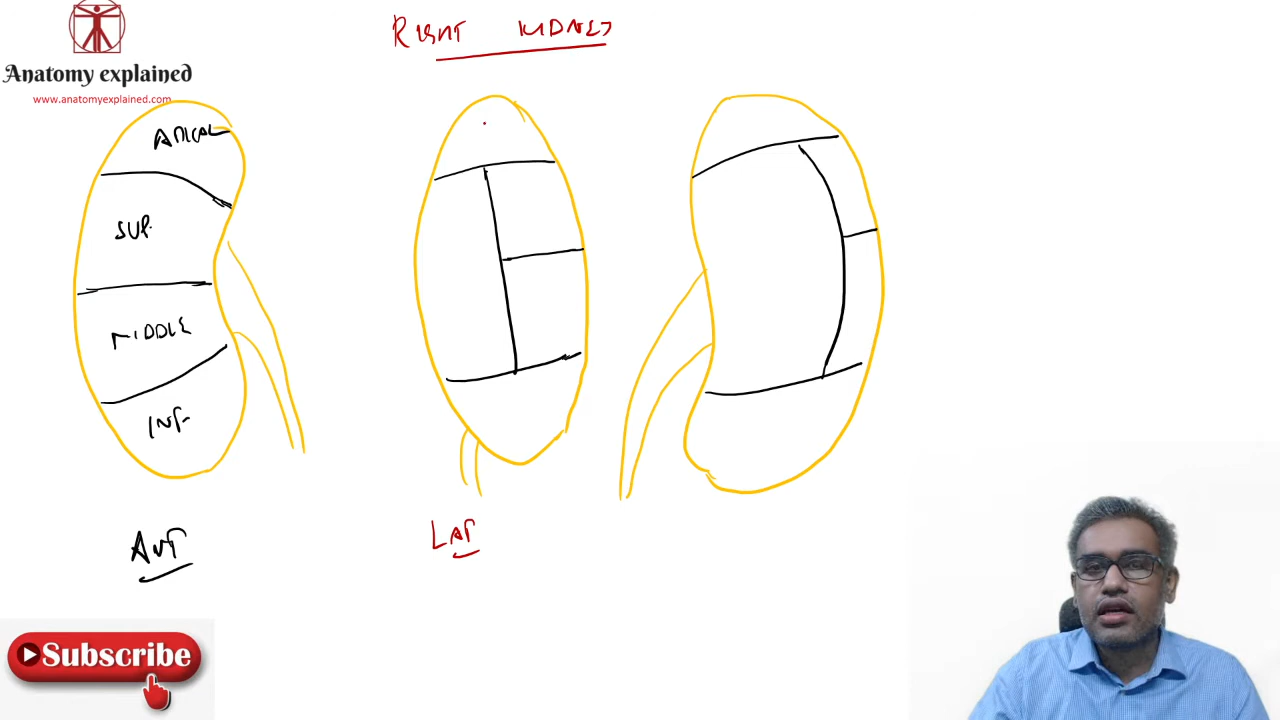 RIGHT KIDNEY
Anatomy explained
www.anatomyexplained.com
APICAL
SUP.
MIDDLE
INF.
ANT
LAT
Subscribe